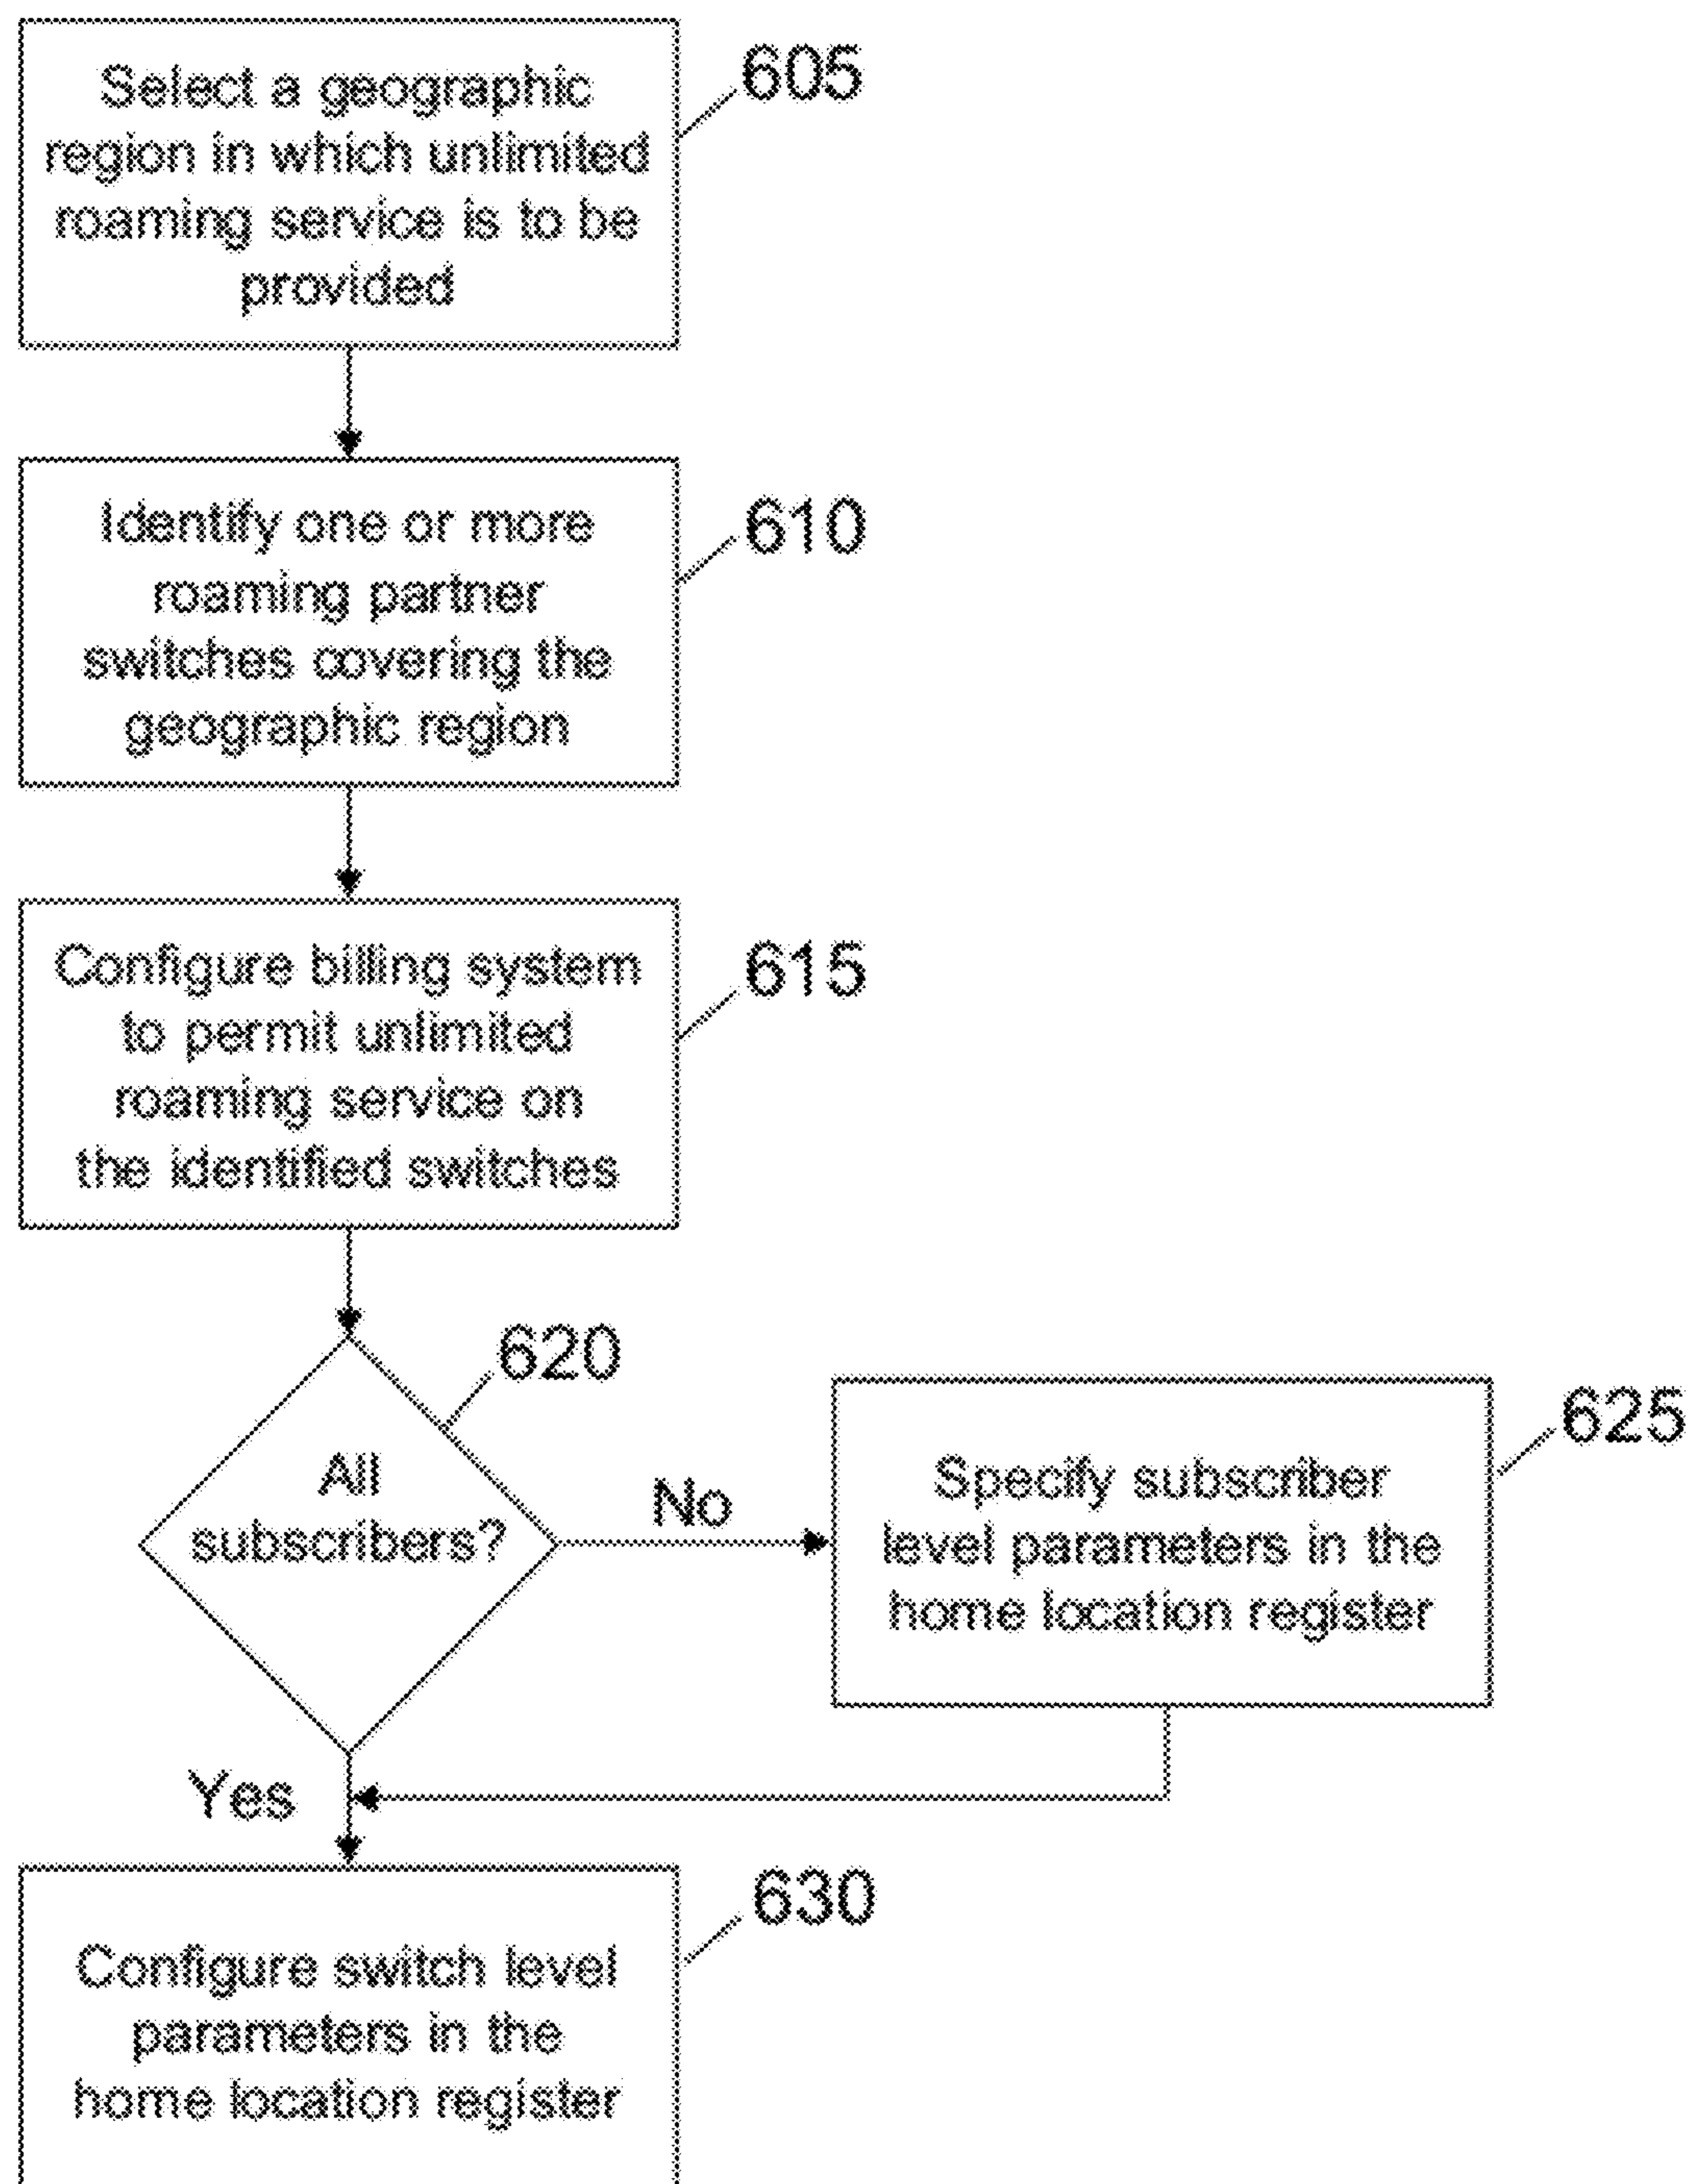 Select a geographic
region in which unlimited
roaming service is to be
provided
605
Identify one or more
roaming partner
switches covering the
geographic region
610
Configure billing system
to permit unlimited
roaming service on
the identified switches
615
620
All
subscribers?
No
625
Specify subscriber
level parameters in the
home location register
Yes
630
Configure switch level
parameters in the
home location register